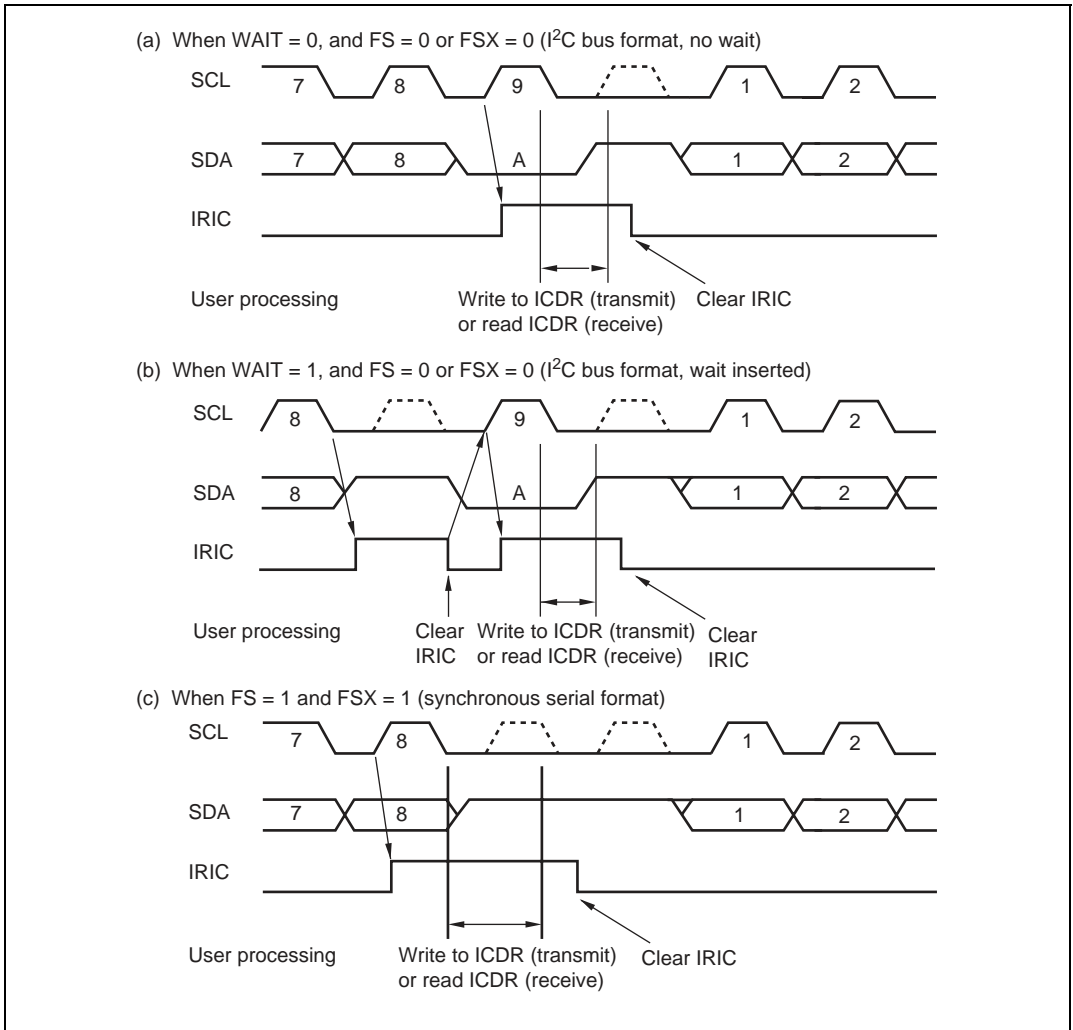 (a) When WAIT = 0, and FS = 0 or FSX = 0 (I²C bus format, no wait)
SCL
7 8 9 1 2
SDA
7 8 A 1 2
IRIC
User processing
Write to ICDR (transmit)
or read ICDR (receive)
Clear IRIC
(b) When WAIT = 1, and FS = 0 or FSX = 0 (I²C bus format, wait inserted)
SCL
8 9 1 2
SDA
8 A 1 2
IRIC
User processing
Clear
IRIC
Write to ICDR (transmit)
or read ICDR (receive)
Clear
IRIC
(c) When FS = 1 and FSX = 1 (synchronous serial format)
SCL
7 8 1 2
SDA
7 8 1 2
IRIC
User processing
Write to ICDR (transmit)
or read ICDR (receive)
Clear IRIC